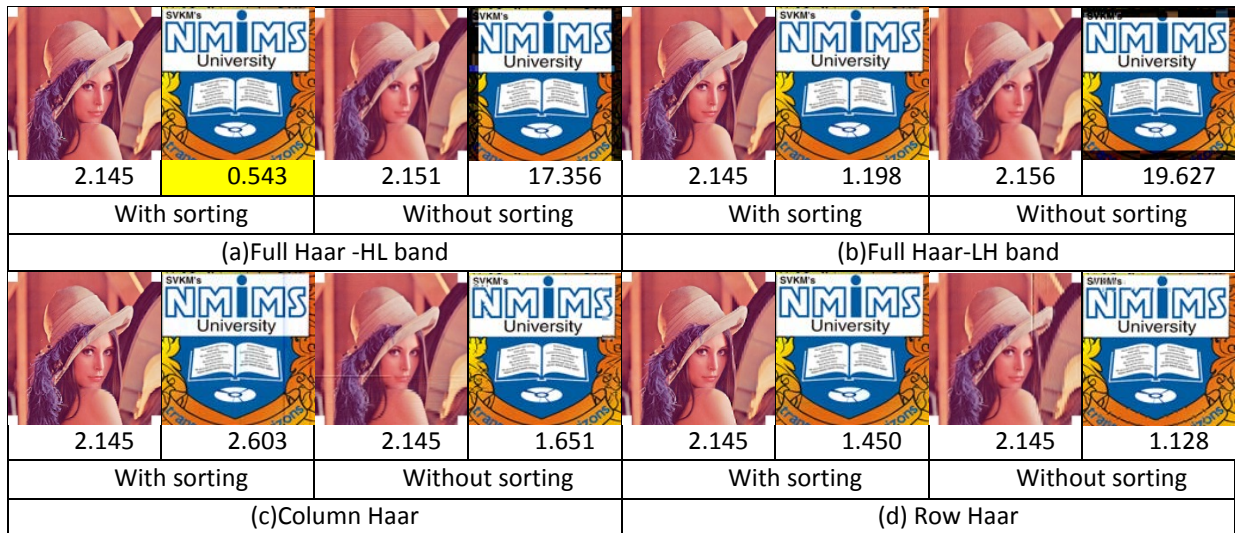 SVKM's SVKM's
NMiMS NMiMS NMiMS NMiMS
University University University University
2.145 0.543 2.151 17.356 2.145 1.198 2.156 19.627
With sorting Without sorting With sorting Without sorting
(a)Full Haar -HL band (b)Full Haar-LH band
SVKM's SVKM's SVKM's
NMiMS NMiMS NMiMS NMiMS
University University University University
2.145 2.603 2.145 1.651 2.145 1.450 2.145 1.128
With sorting Without sorting With sorting Without sorting
(c)Column Haar (d) Row Haar